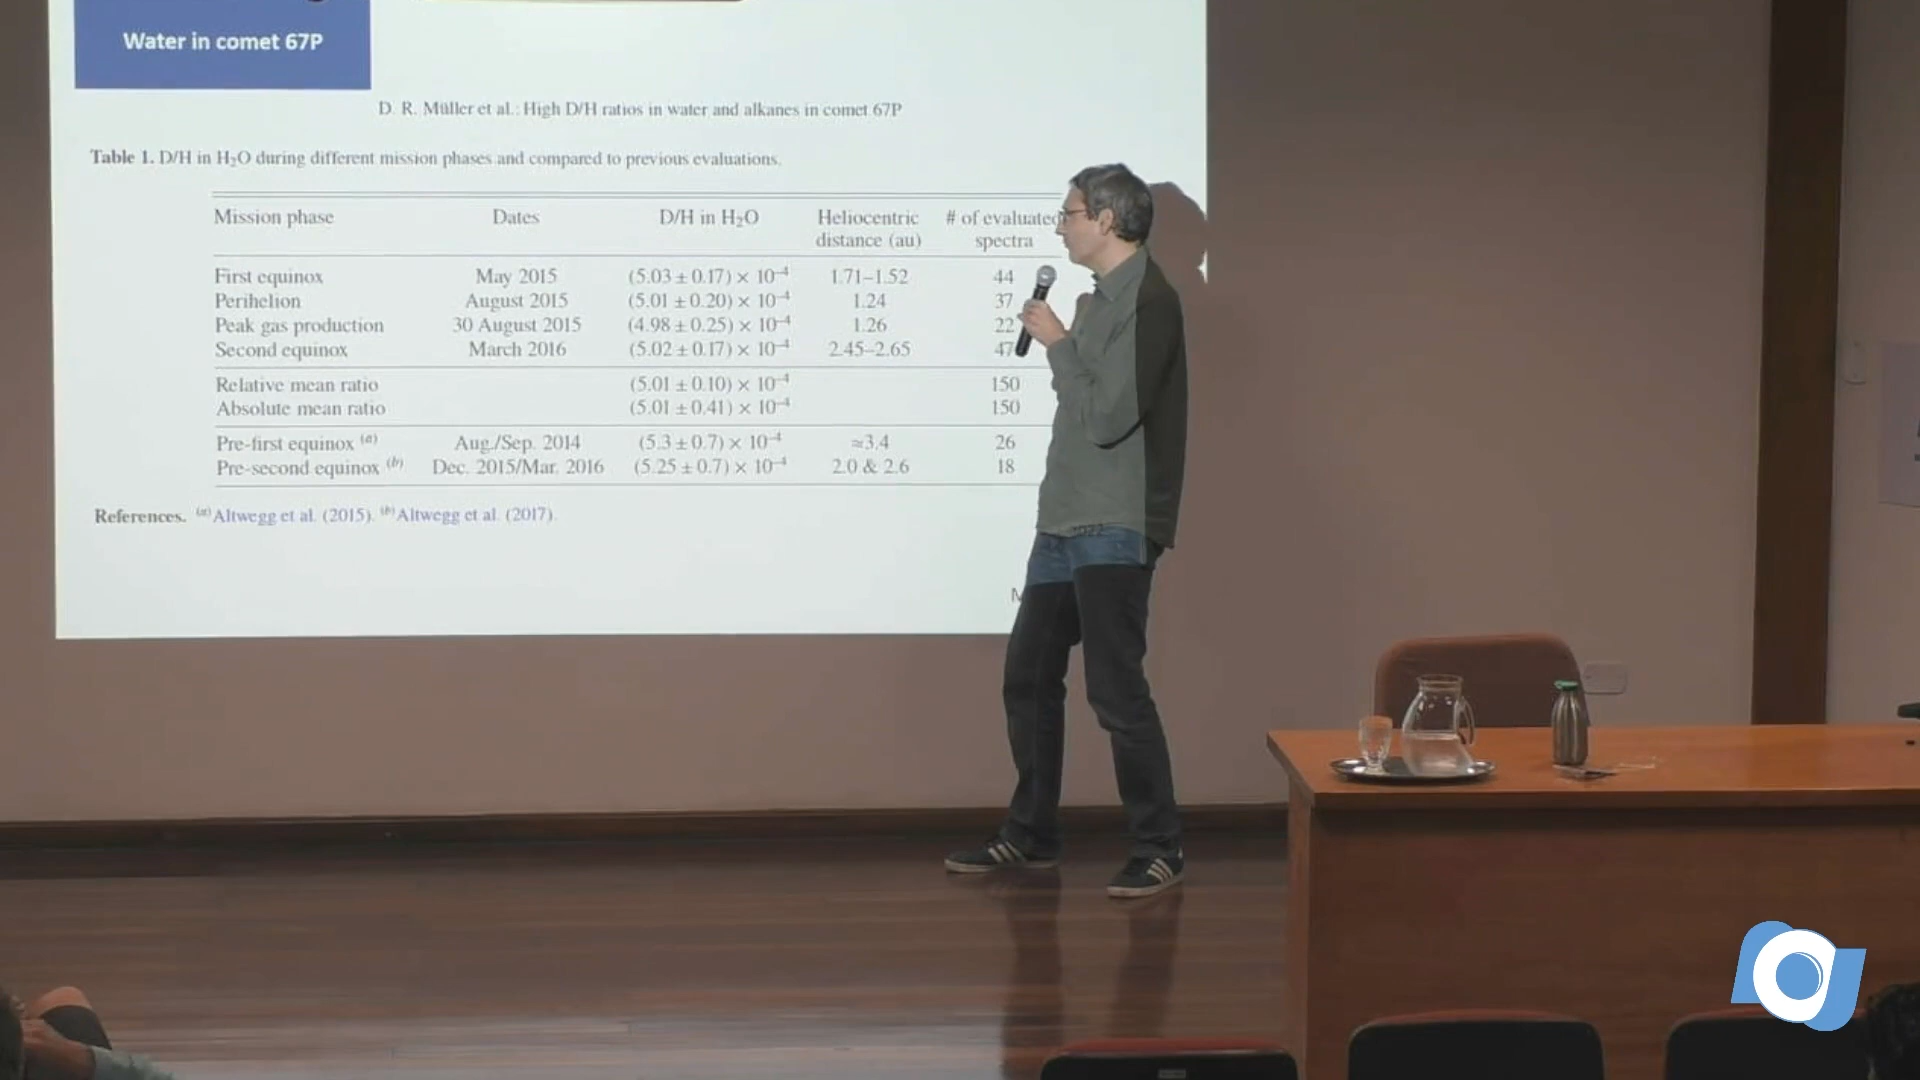 Water in comet 67P
D. R. Müller et al.: High D/H ratios in water and alkanes in comet 67P
Table 1. D/H in H₂O during different mission phases and compared to previous evaluations.
Mission phase Dates D/H in H₂O Heliocentric distance (au) # of evaluated spectra
First equinox May 2015 (5.03 ± 0.17) × 10⁻⁴ 1.71–1.52 44
Perihelion August 2015 (5.01 ± 0.20) × 10⁻⁴ 1.24 37
Peak gas production 30 August 2015 (4.98 ± 0.25) × 10⁻⁴ 1.26 22
Second equinox March 2016 (5.02 ± 0.17) × 10⁻⁴ 2.45–2.65 47
Relative mean ratio (5.01 ± 0.10) × 10⁻⁴ 150
Absolute mean ratio (5.01 ± 0.41) × 10⁻⁴ 150
Pre-first equinox (a) Aug./Sep. 2014 (5.3 ± 0.7) × 10⁻⁴ ≈3.4 26
Pre-second equinox (b) Dec. 2015/Mar. 2016 (5.25 ± 0.7) × 10⁻⁴ 2.0 & 2.6 18
References. (a) Altwegg et al. (2015). (b) Altwegg et al. (2017).